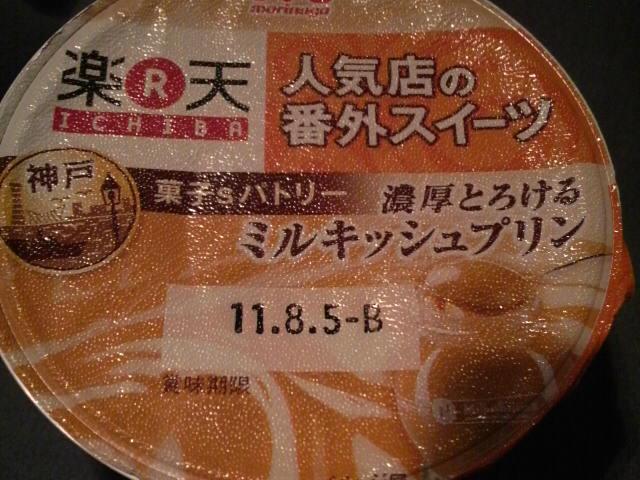 morinaga
楽R天
ICHIBA
人気店の
番外スイーツ
神戸
菓子sパトリー
濃厚とろける
ミルキッシュプリン
11.8.5-B
賞味期限